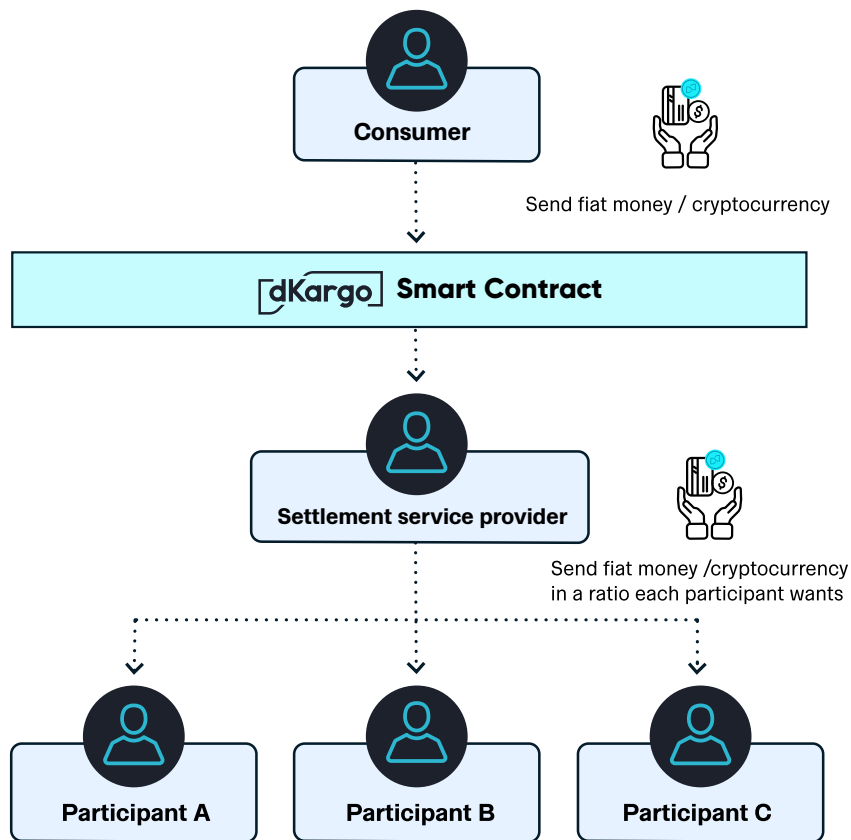 Consumer
Send fiat money / cryptocurrency
dKargo Smart Contract
Settlement service provider
Send fiat money /cryptocurrency
in a ratio each participant wants
Participant A
Participant B
Participant C